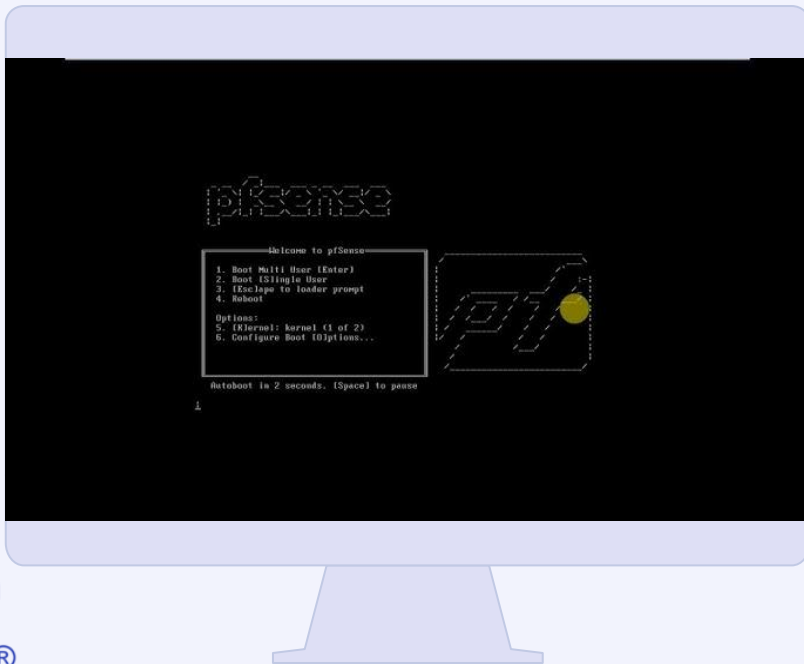 pfsense
Welcome to pfSense
1. Boot Multi User [Enter]
2. Boot [S]ingle User
3. [Esc]ape to loader prompt
4. Reboot
Options:
5. [K]ernel: kernel (1 of 2)
6. Configure Boot [O]ptions...
pf
Autoboot in 2 seconds. [Space] to pause
®